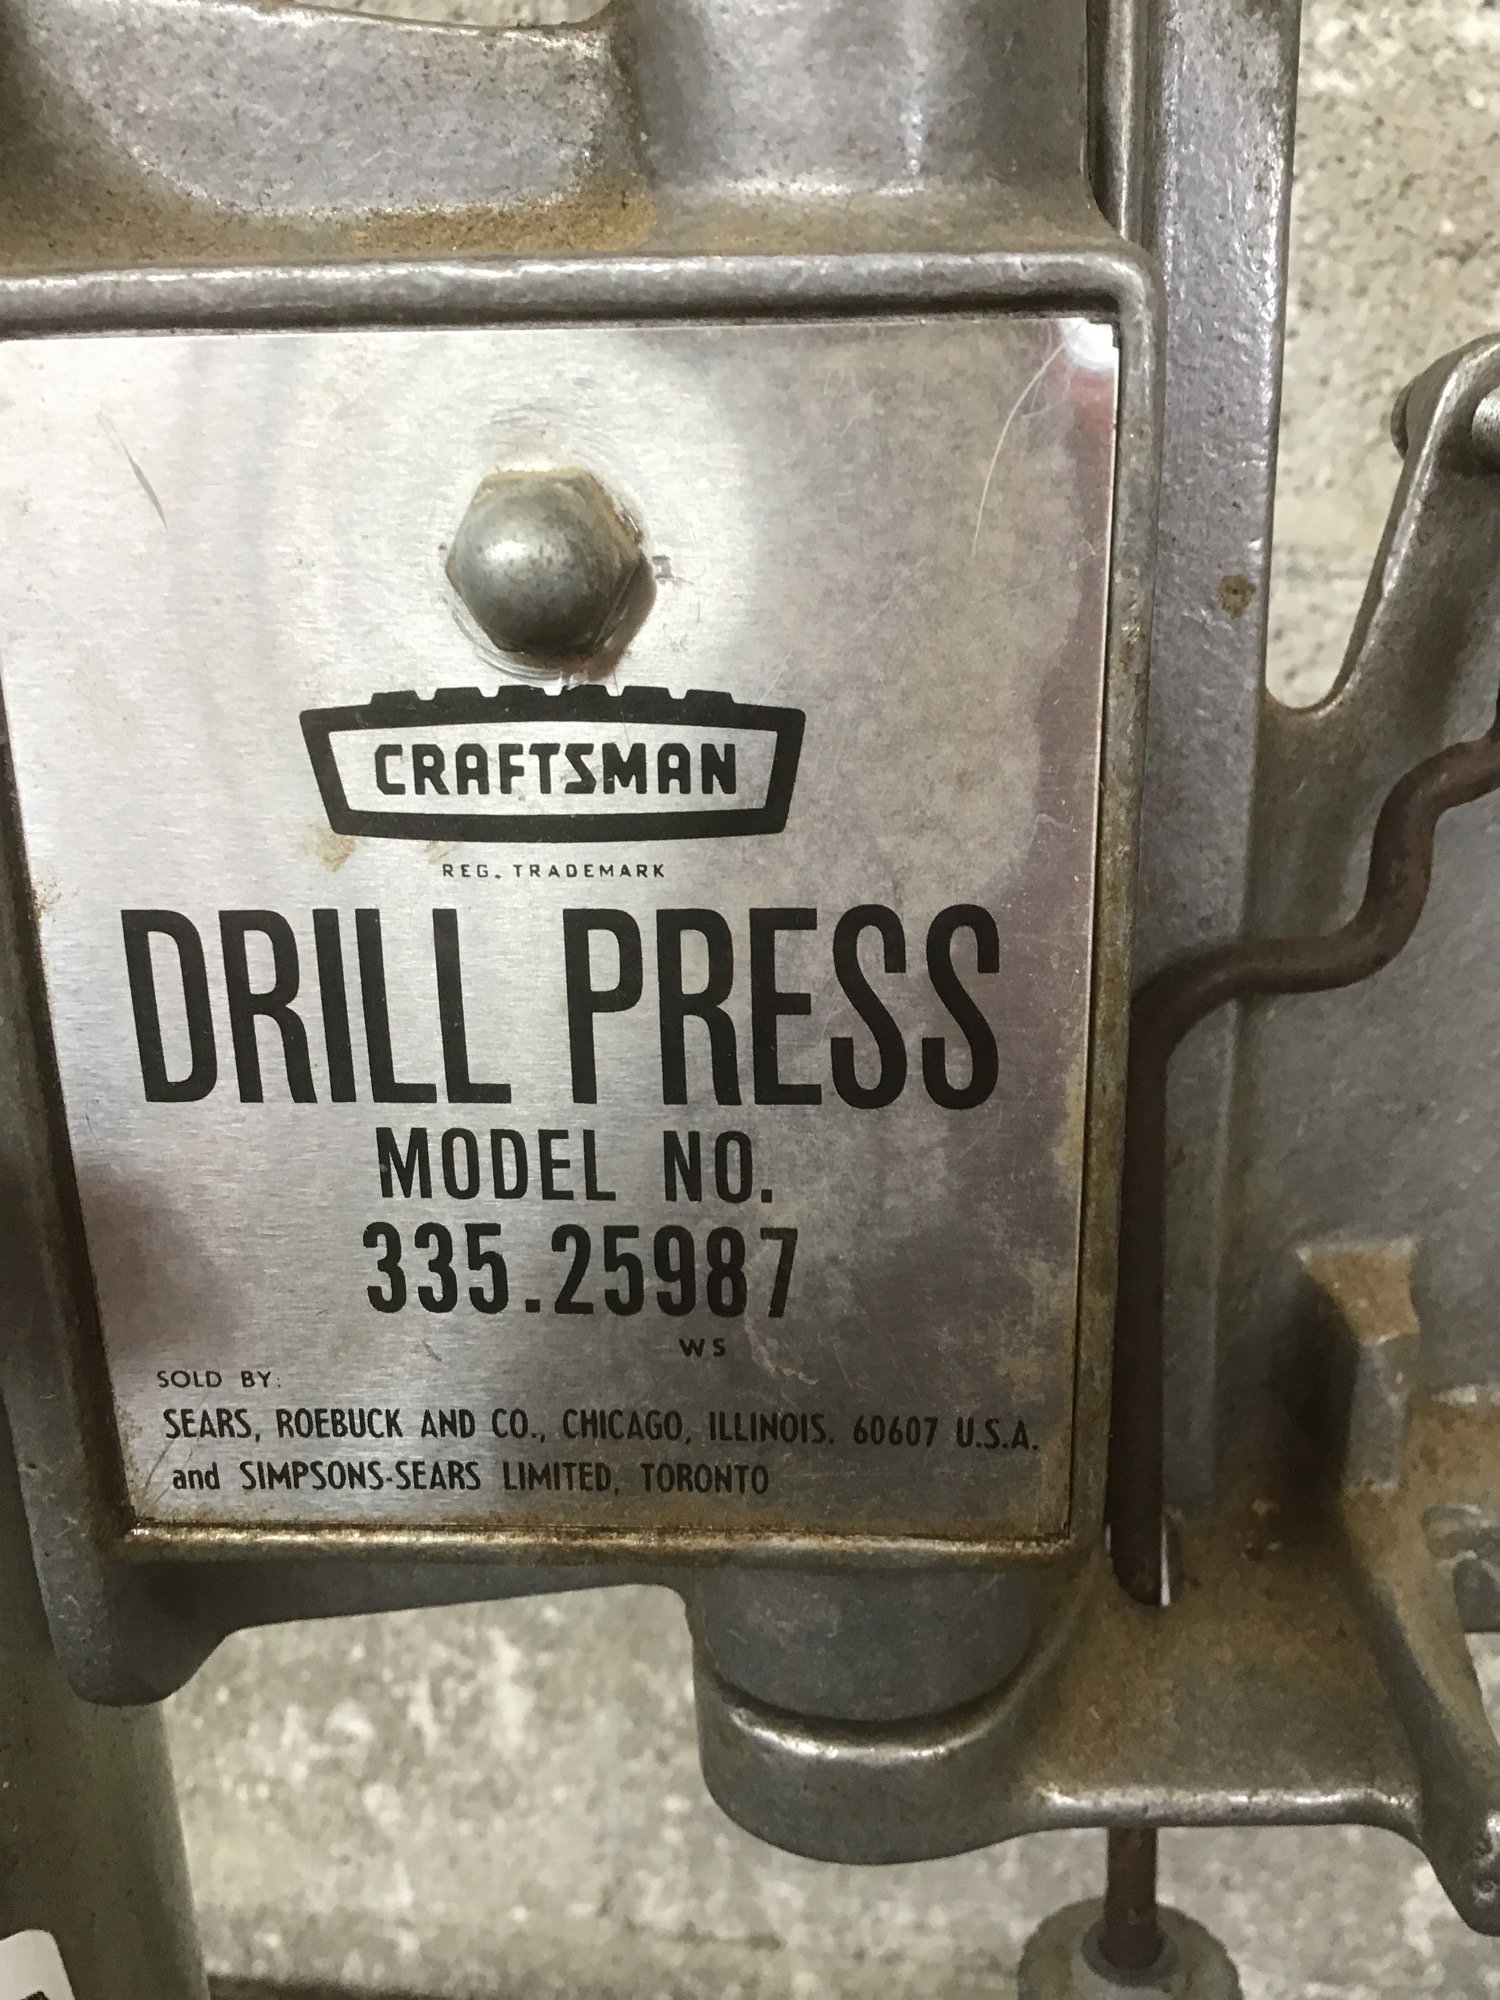 CRAFTSMAN
REG. TRADEMARK
DRILL PRESS
MODEL NO.
335.25987
WS
SOLD BY:
SEARS, ROEBUCK AND CO., CHICAGO, ILLINOIS. 60607 U.S.A.
and SIMPSONS-SEARS LIMITED, TORONTO